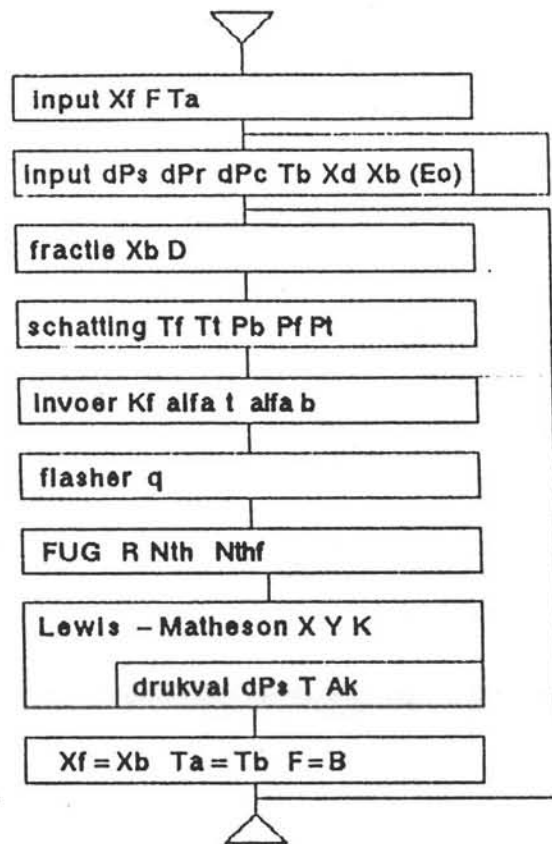 input Xf F Ta
input dPs dPr dPc Tb Xd Xb (Eo)
fractie Xb D
schatting Tf Tt Pb Pf Pt
invoer Kf alfa t alfa b
flasher q
FUG R Nth Nthf
Lewis – Matheson X Y K
drukval dPs T Ak
Xf = Xb Ta = Tb F = B